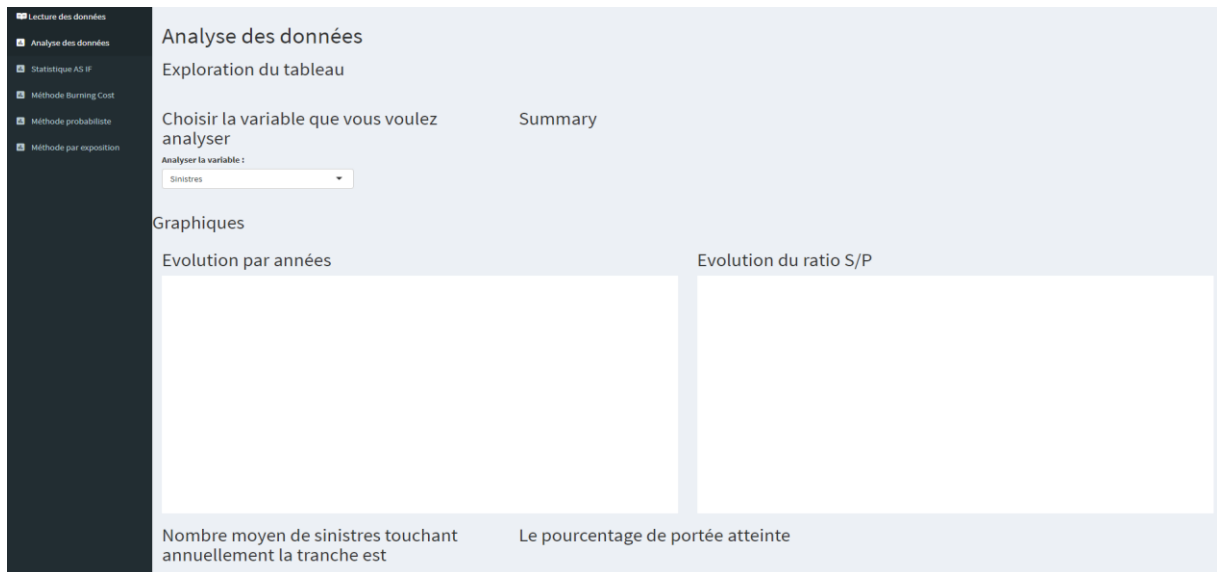 Lecture des données
Analyse des données
Statistique AS IF
Méthode Burning Cost
Méthode probabiliste
Méthode par exposition
Analyse des données
Exploration du tableau
Choisir la variable que vous voulez
analyser
Summary
Analyser la variable :
Sinistres
Graphiques
Evolution par années
Evolution du ratio S/P
Nombre moyen de sinistres touchant
annuellement la tranche est
Le pourcentage de portée atteinte